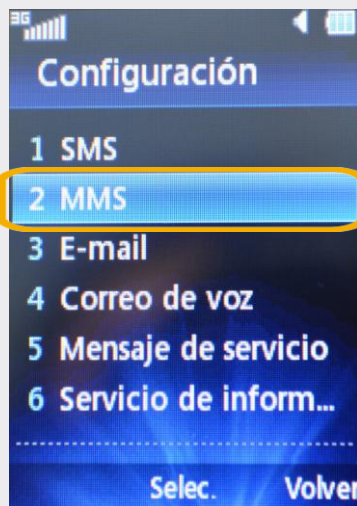 3G
Configuración
1 SMS
2 MMS
3 E-mail
4 Correo de voz
5 Mensaje de servicio
6 Servicio de inform...
Selec. Volver